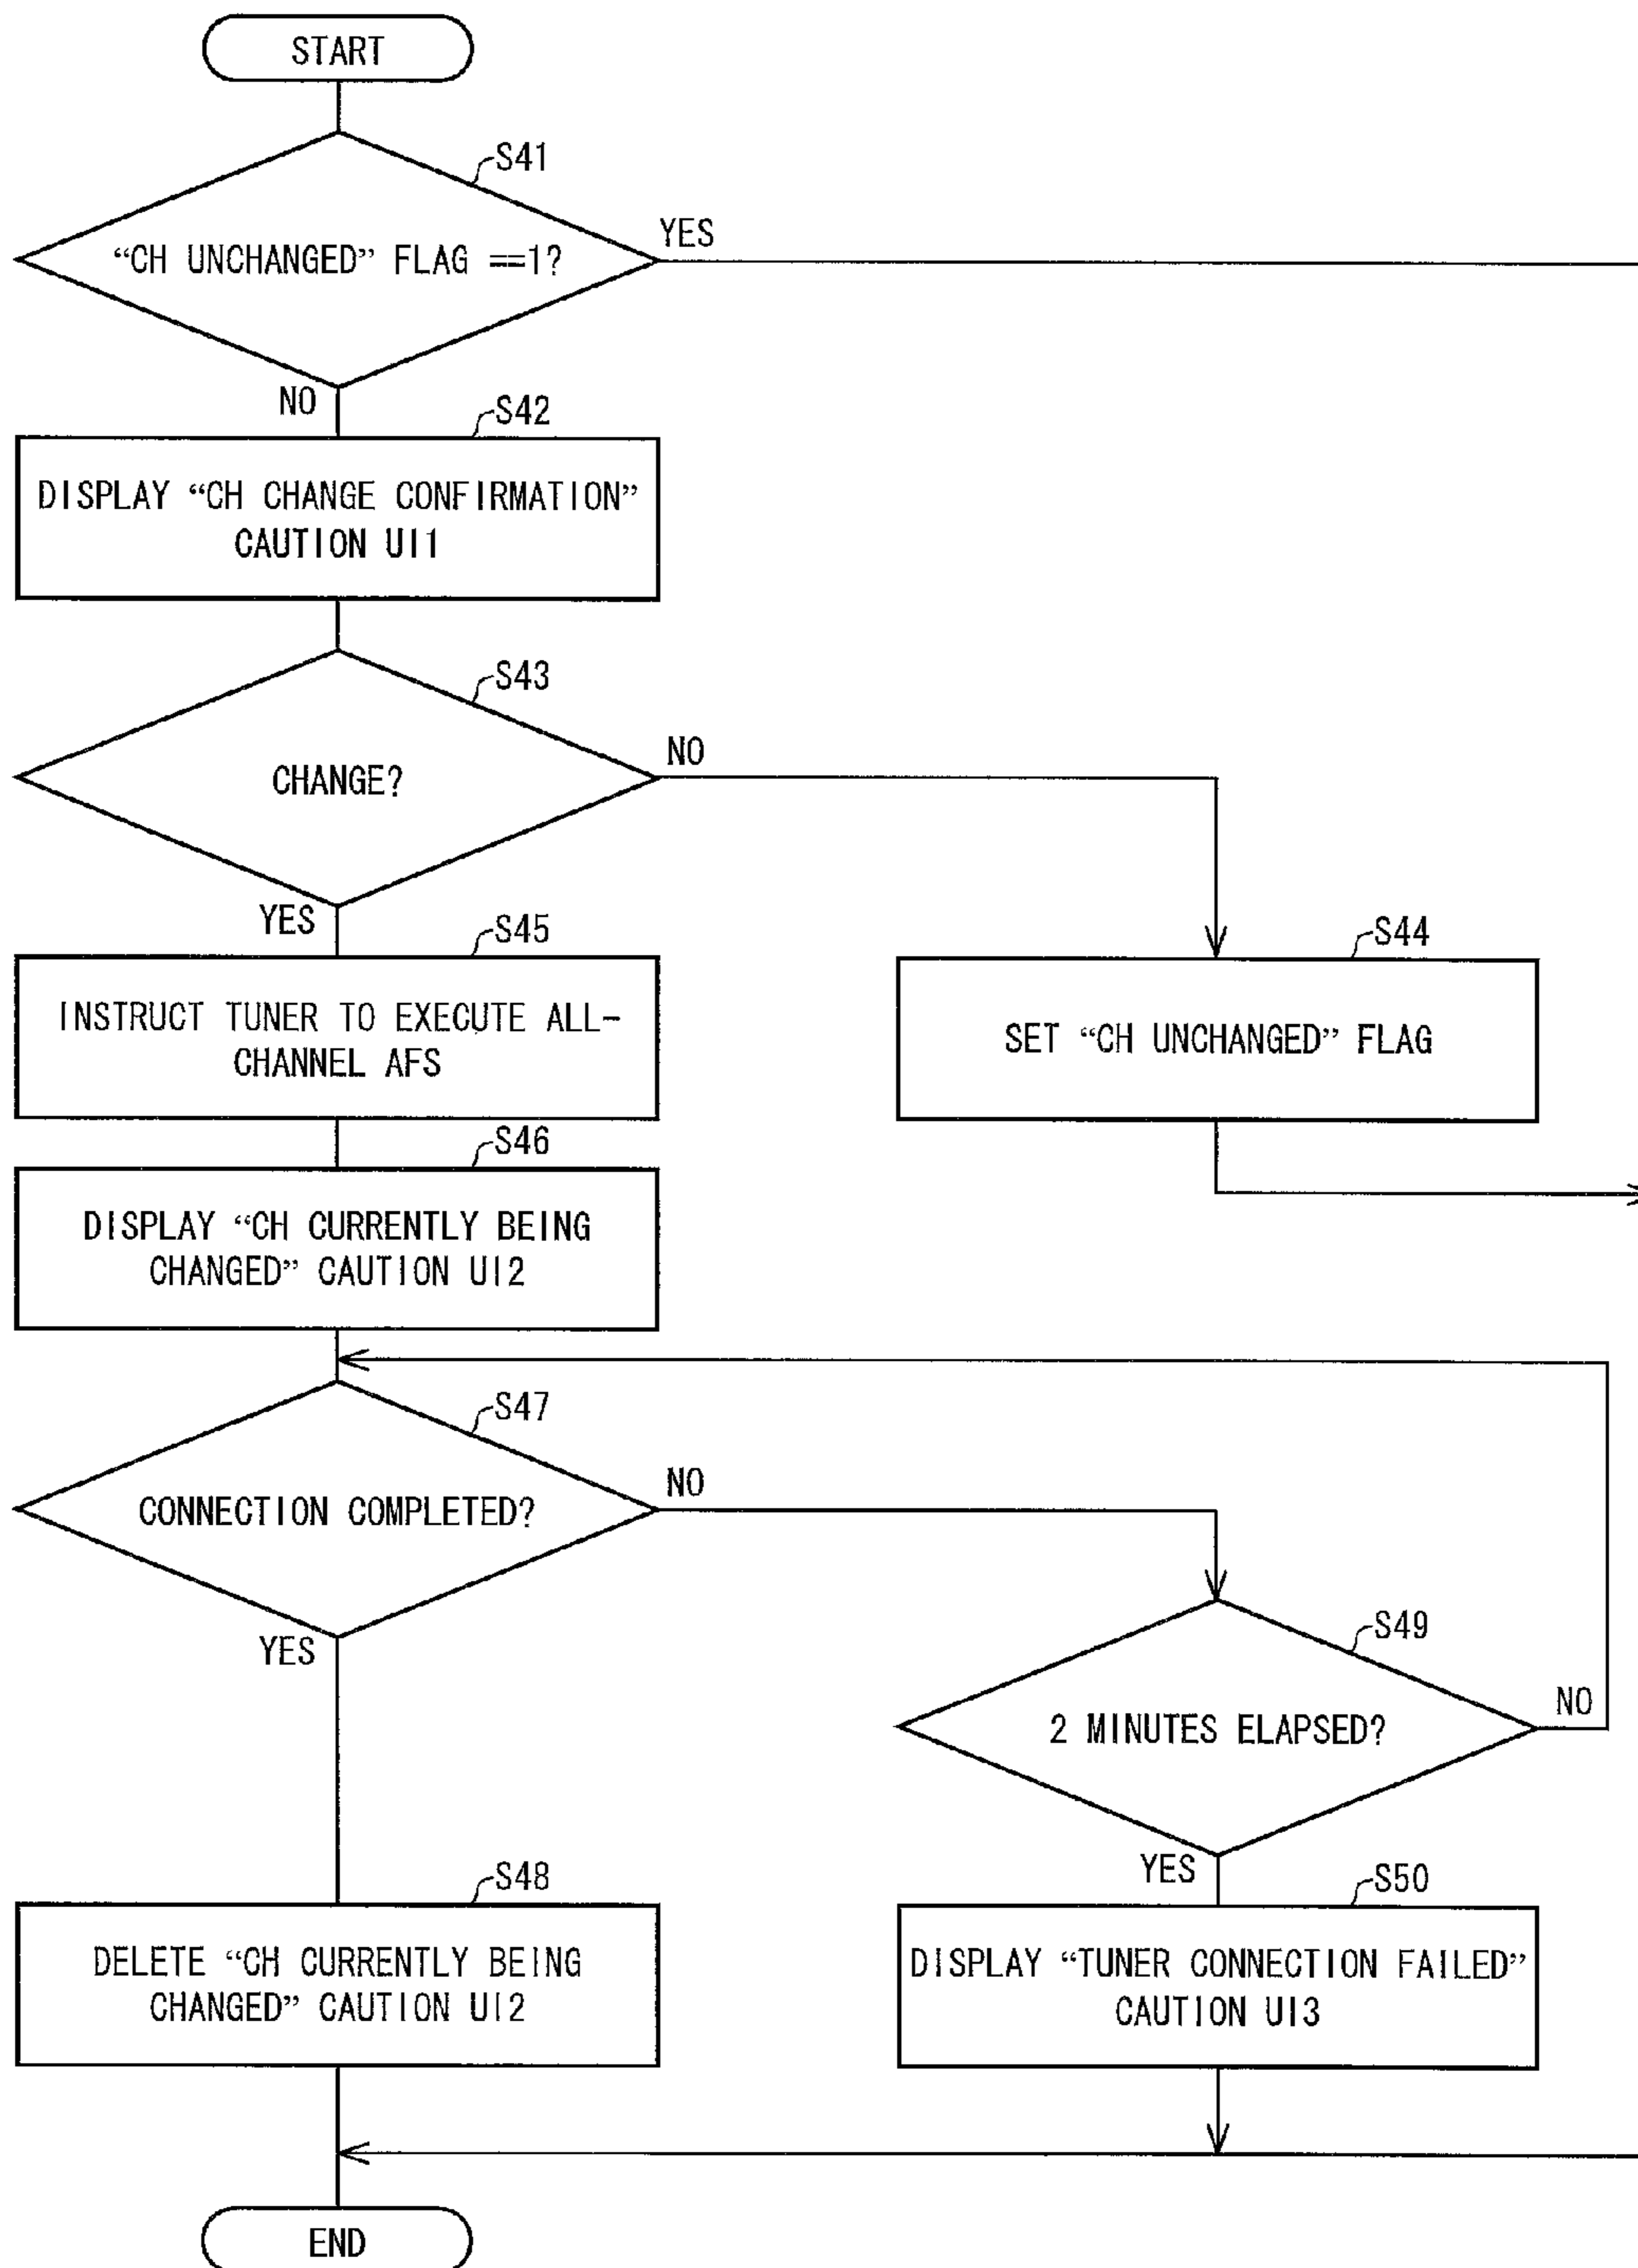 START
S41
“CH UNCHANGED” FLAG ==1?
YES
NO
S42
DISPLAY “CH CHANGE CONFIRMATION”
CAUTION UI1
S43
CHANGE?
NO
YES
S45
INSTRUCT TUNER TO EXECUTE ALL-
CHANNEL AFS
S44
SET “CH UNCHANGED” FLAG
S46
DISPLAY “CH CURRENTLY BEING
CHANGED” CAUTION UI2
S47
CONNECTION COMPLETED?
NO
YES
S49
2 MINUTES ELAPSED?
NO
YES
S48
DELETE “CH CURRENTLY BEING
CHANGED” CAUTION UI2
S50
DISPLAY “TUNER CONNECTION FAILED”
CAUTION UI3
END